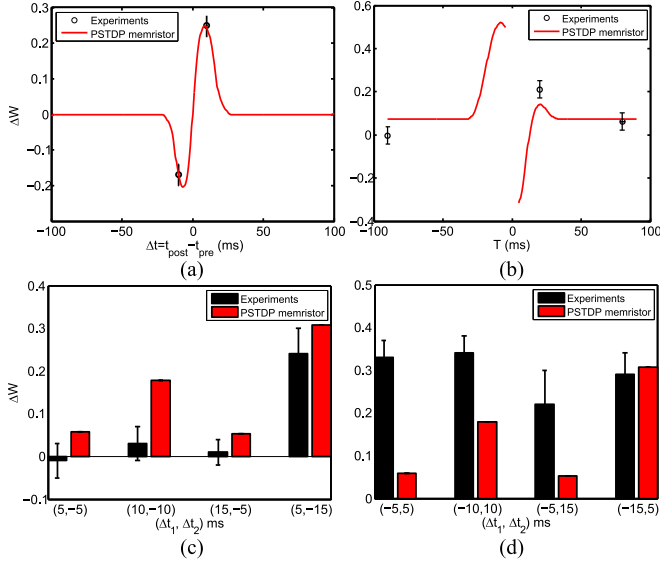 0.3
0.2
0.1
0
−0.1
−0.2
ΔW
Experiments
PSTDP memristor
−100
−50
0
50
100
Δt=t_post−t_pre (ms)
(a)
0.6
0.4
0.2
0
−0.2
−0.4
Experiments
PSTDP memristor
−100
−50
0
50
100
T (ms)
(b)
0.4
0.3
0.2
0.1
0
−0.1
ΔW
Experiments
PSTDP memristor
(5,−5)
(10,−10)
(15,−5)
(5,−15)
(Δt₁, Δt₂) ms
(c)
0.5
0.4
0.3
0.2
0.1
0
Experiments
PSTDP memristor
(−5,5)
(−10,10)
(−5,15)
(−15,5)
(Δt₁, Δt₂) ms
(d)